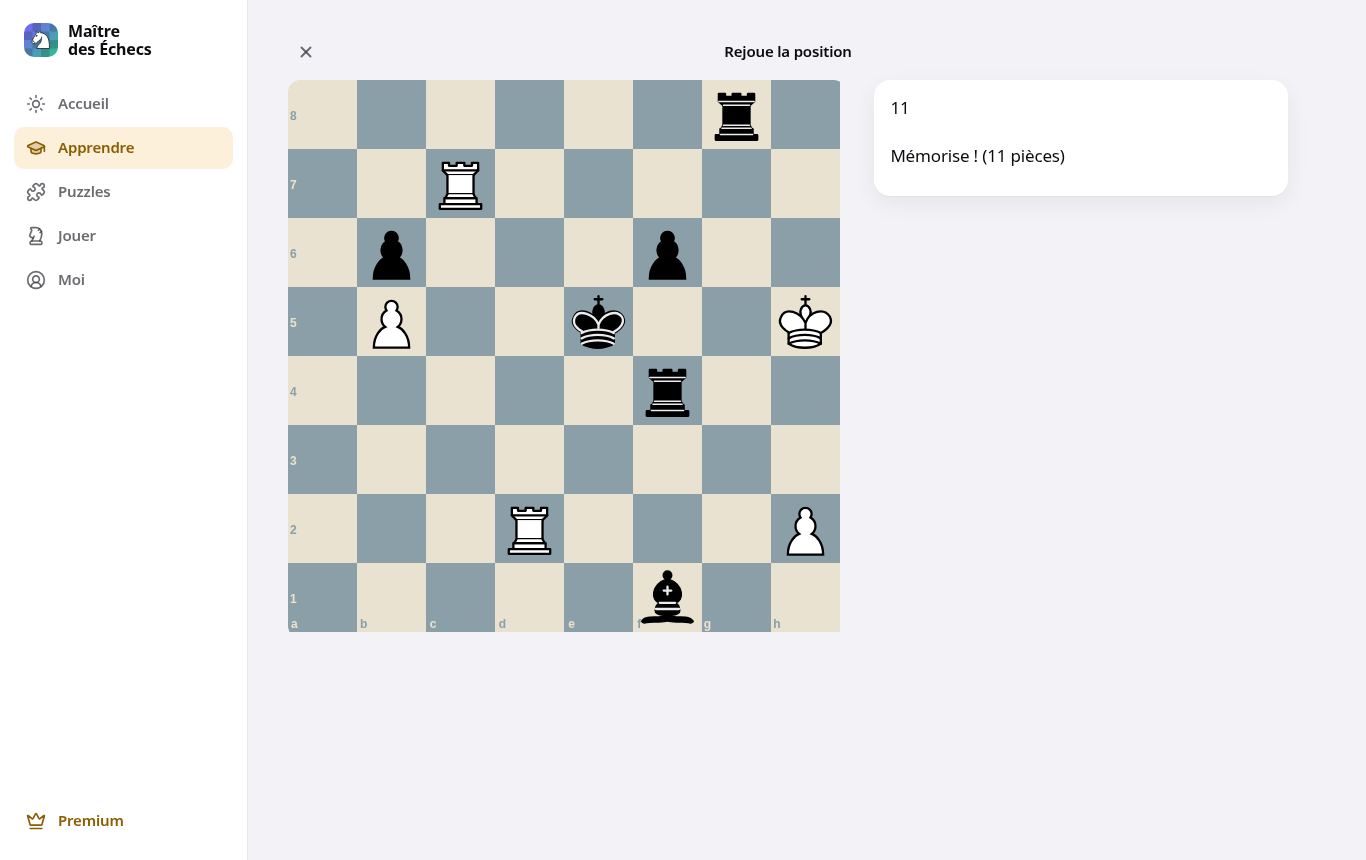 Maître
des Échecs
Accueil
Apprendre
Puzzles
Jouer
Moi
Premium
Rejoue la position
8
7
6
5
4
3
2
1
a b c d e f g h
11
Mémorise ! (11 pièces)